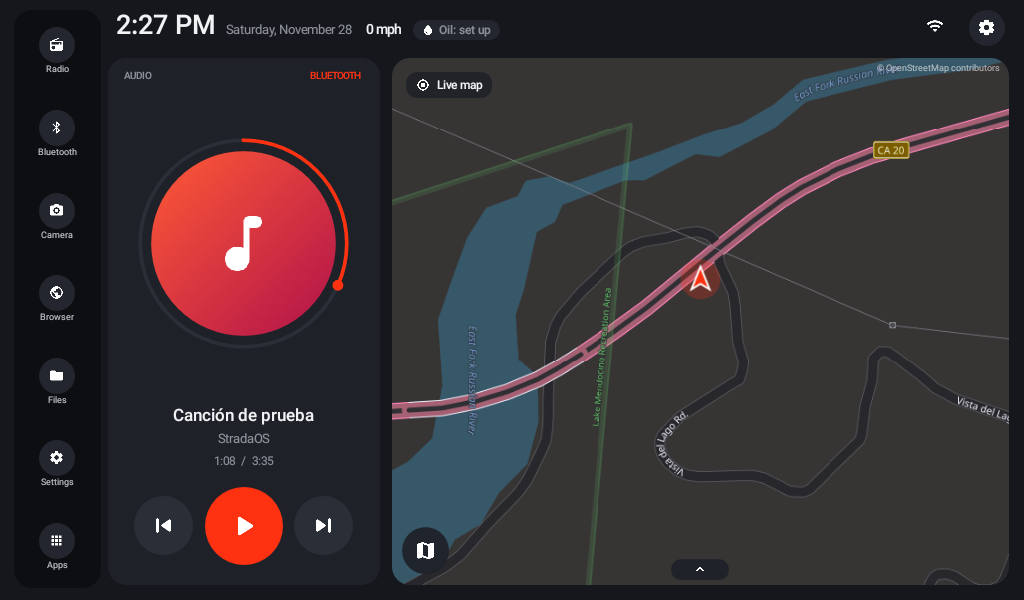 2:27 PM Saturday, November 28 0 mph Oil: set up
Radio
Bluetooth
Camera
Browser
Files
Settings
Apps
AUDIO BLUETOOTH
Canción de prueba
StradaOS
1:08 / 3:35
Live map
© OpenStreetMap contributors
East Fork Russian
CA 20
East Fork Russian River
Lake Mendocino Recreation Area
Vista del Lago Rd.
Vista del